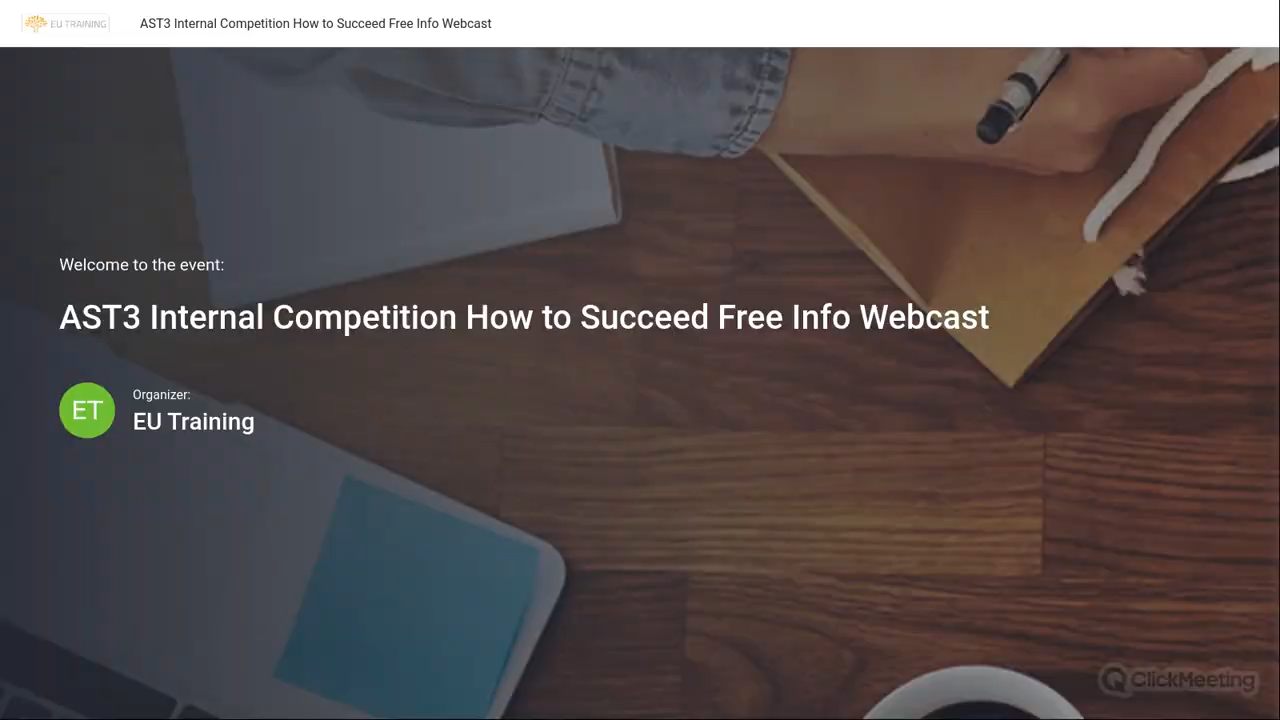 EU TRAINING
AST3 Internal Competition How to Succeed Free Info Webcast
Welcome to the event:
AST3 Internal Competition How to Succeed Free Info Webcast
ET
Organizer:
EU Training
ClickMeeting